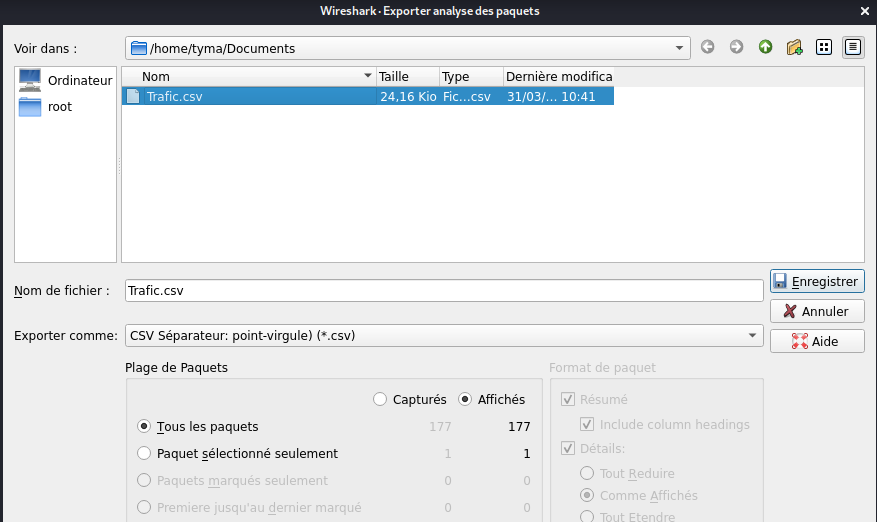 Wireshark · Exporter analyse des paquets
Voir dans :
/home/tyma/Documents
Ordinateur
root
Nom Taille Type Dernière modifica
Trafic.csv 24,16 Kio Fic...csv 31/03/... 10:41
Nom de fichier :
Trafic.csv
Enregistrer
Annuler
Exporter comme:
CSV Séparateur: point-virgule) (*.csv)
Aide
Plage de Paquets
Capturés Affichés
Tous les paquets 177 177
Paquet sélectionné seulement 1 1
Paquets marqués seulement 0 0
Premiere jusqu'au dernier marqué 0 0
Format de paquet
Résumé
Include column headings
Détails:
Tout Reduire
Comme Affichés
Tout Etendre